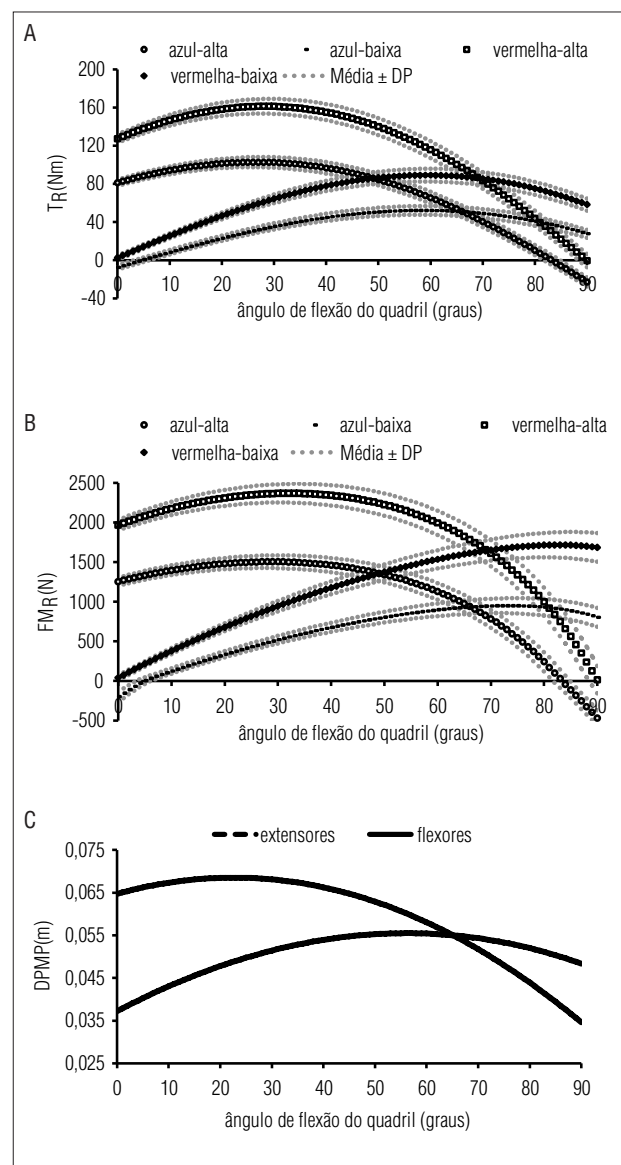 A
azul-alta azul-baixa vermelha-alta
vermelha-baixa Média ± DP
200
160
120
80
40
0
-40
TR(Nm)
0 10 20 30 40 50 60 70 80 90
ângulo de flexão do quadril (graus)
B
azul-alta azul-baixa vermelha-alta
vermelha-baixa Média ± DP
2500
2000
1500
1000
500
0
-500
FMR(N)
0 10 20 30 40 50 60 70 80 90
ângulo de flexão do quadril (graus)
C
extensores flexores
0,075
0,065
0,055
0,045
0,035
0,025
DPMP(m)
0 10 20 30 40 50 60 70 80 90
ângulo de flexão do quadril (graus)